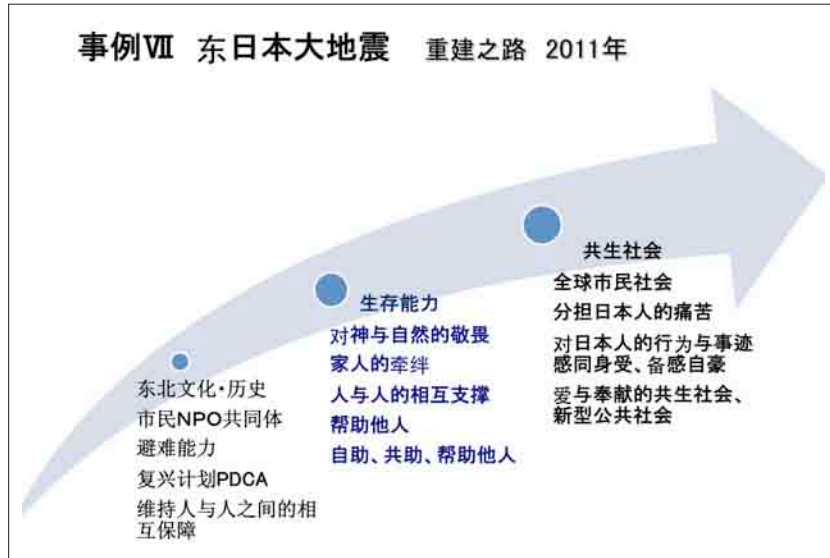 事例Ⅶ 东日本大地震 重建之路 2011年
东北文化·历史
市民NPO共同体
避难能力
复兴计划PDCA
维持人与人之间的相
互保障
生存能力
对神与自然的敬畏
家人的牵绊
人与人的相互支撑
帮助他人
自助、共助、帮助他人
共生社会
全球市民社会
分担日本人的痛苦
对日本人的行为与事迹
感同身受、备感自豪
爱与奉献的共生社会、
新型公共社会